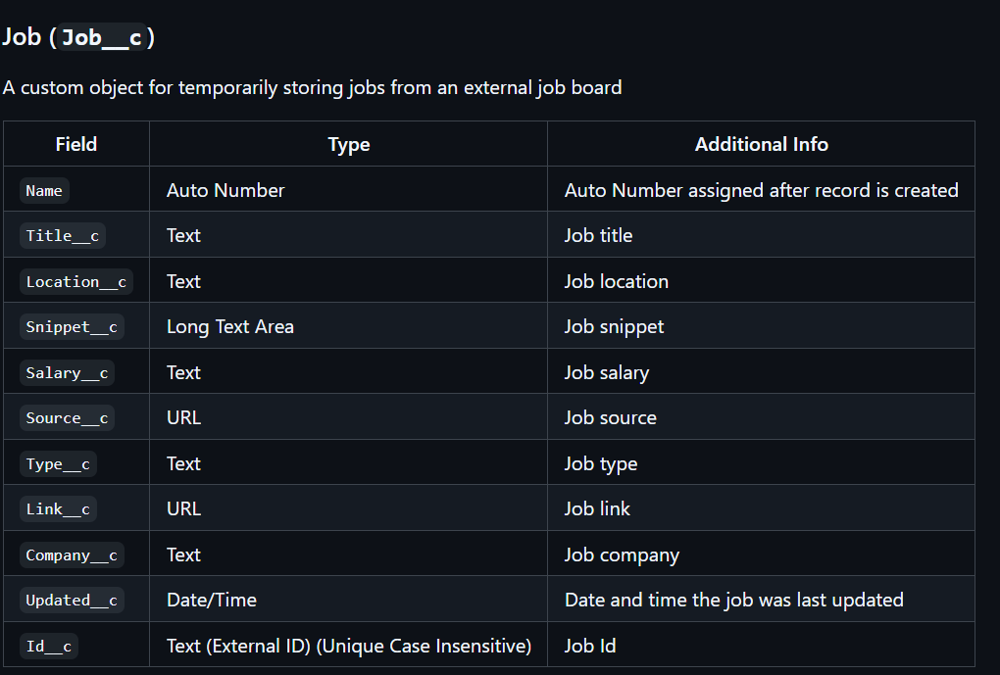 Job (Job__c)
A custom object for temporarily storing jobs from an external job board
Field Type Additional Info
Name Auto Number Auto Number assigned after record is created
Title__c Text Job title
Location__c Text Job location
Snippet__c Long Text Area Job snippet
Salary__c Text Job salary
Source__c URL Job source
Type__c Text Job type
Link__c URL Job link
Company__c Text Job company
Updated__c Date/Time Date and time the job was last updated
Id__c Text (External ID) (Unique Case Insensitive) Job Id